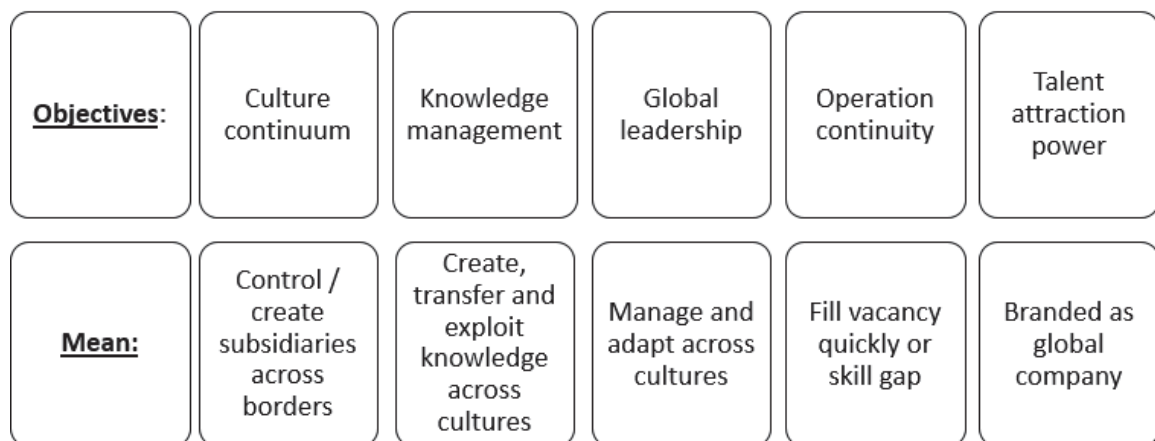 Objectives:
Culture
continuum
Knowledge
management
Global
leadership
Operation
continuity
Talent
attraction
power
Mean:
Control /
create
subsidiaries
across
borders
Create,
transfer and
exploit
knowledge
across
cultures
Manage and
adapt across
cultures
Fill vacancy
quickly or
skill gap
Branded as
global
company